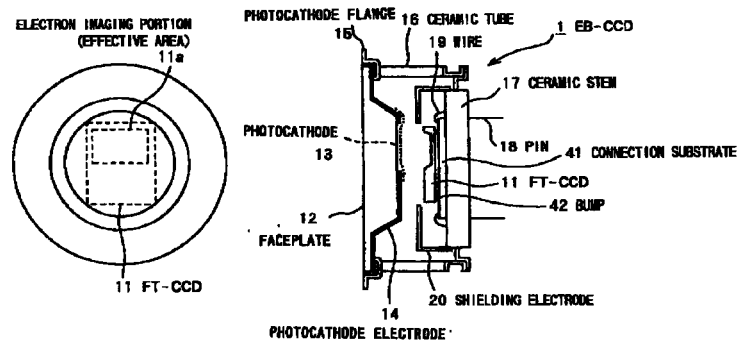 ELECTRON IMAGING PORTION
(EFFECTIVE AREA)
11a
11 FT-CCD
PHOTOCATHODE FLANGE
15
16 CERAMIC TUBE
19 WIRE
1 EB-CCD
17 CERAMIC STEM
18 PIN
PHOTOCATHODE
13
41 CONNECTION SUBSTRATE
11 FT-CCD
12
42 BUMP
FACEPLATE
20 SHIELDING ELECTRODE
14
PHOTOCATHODE ELECTRODE